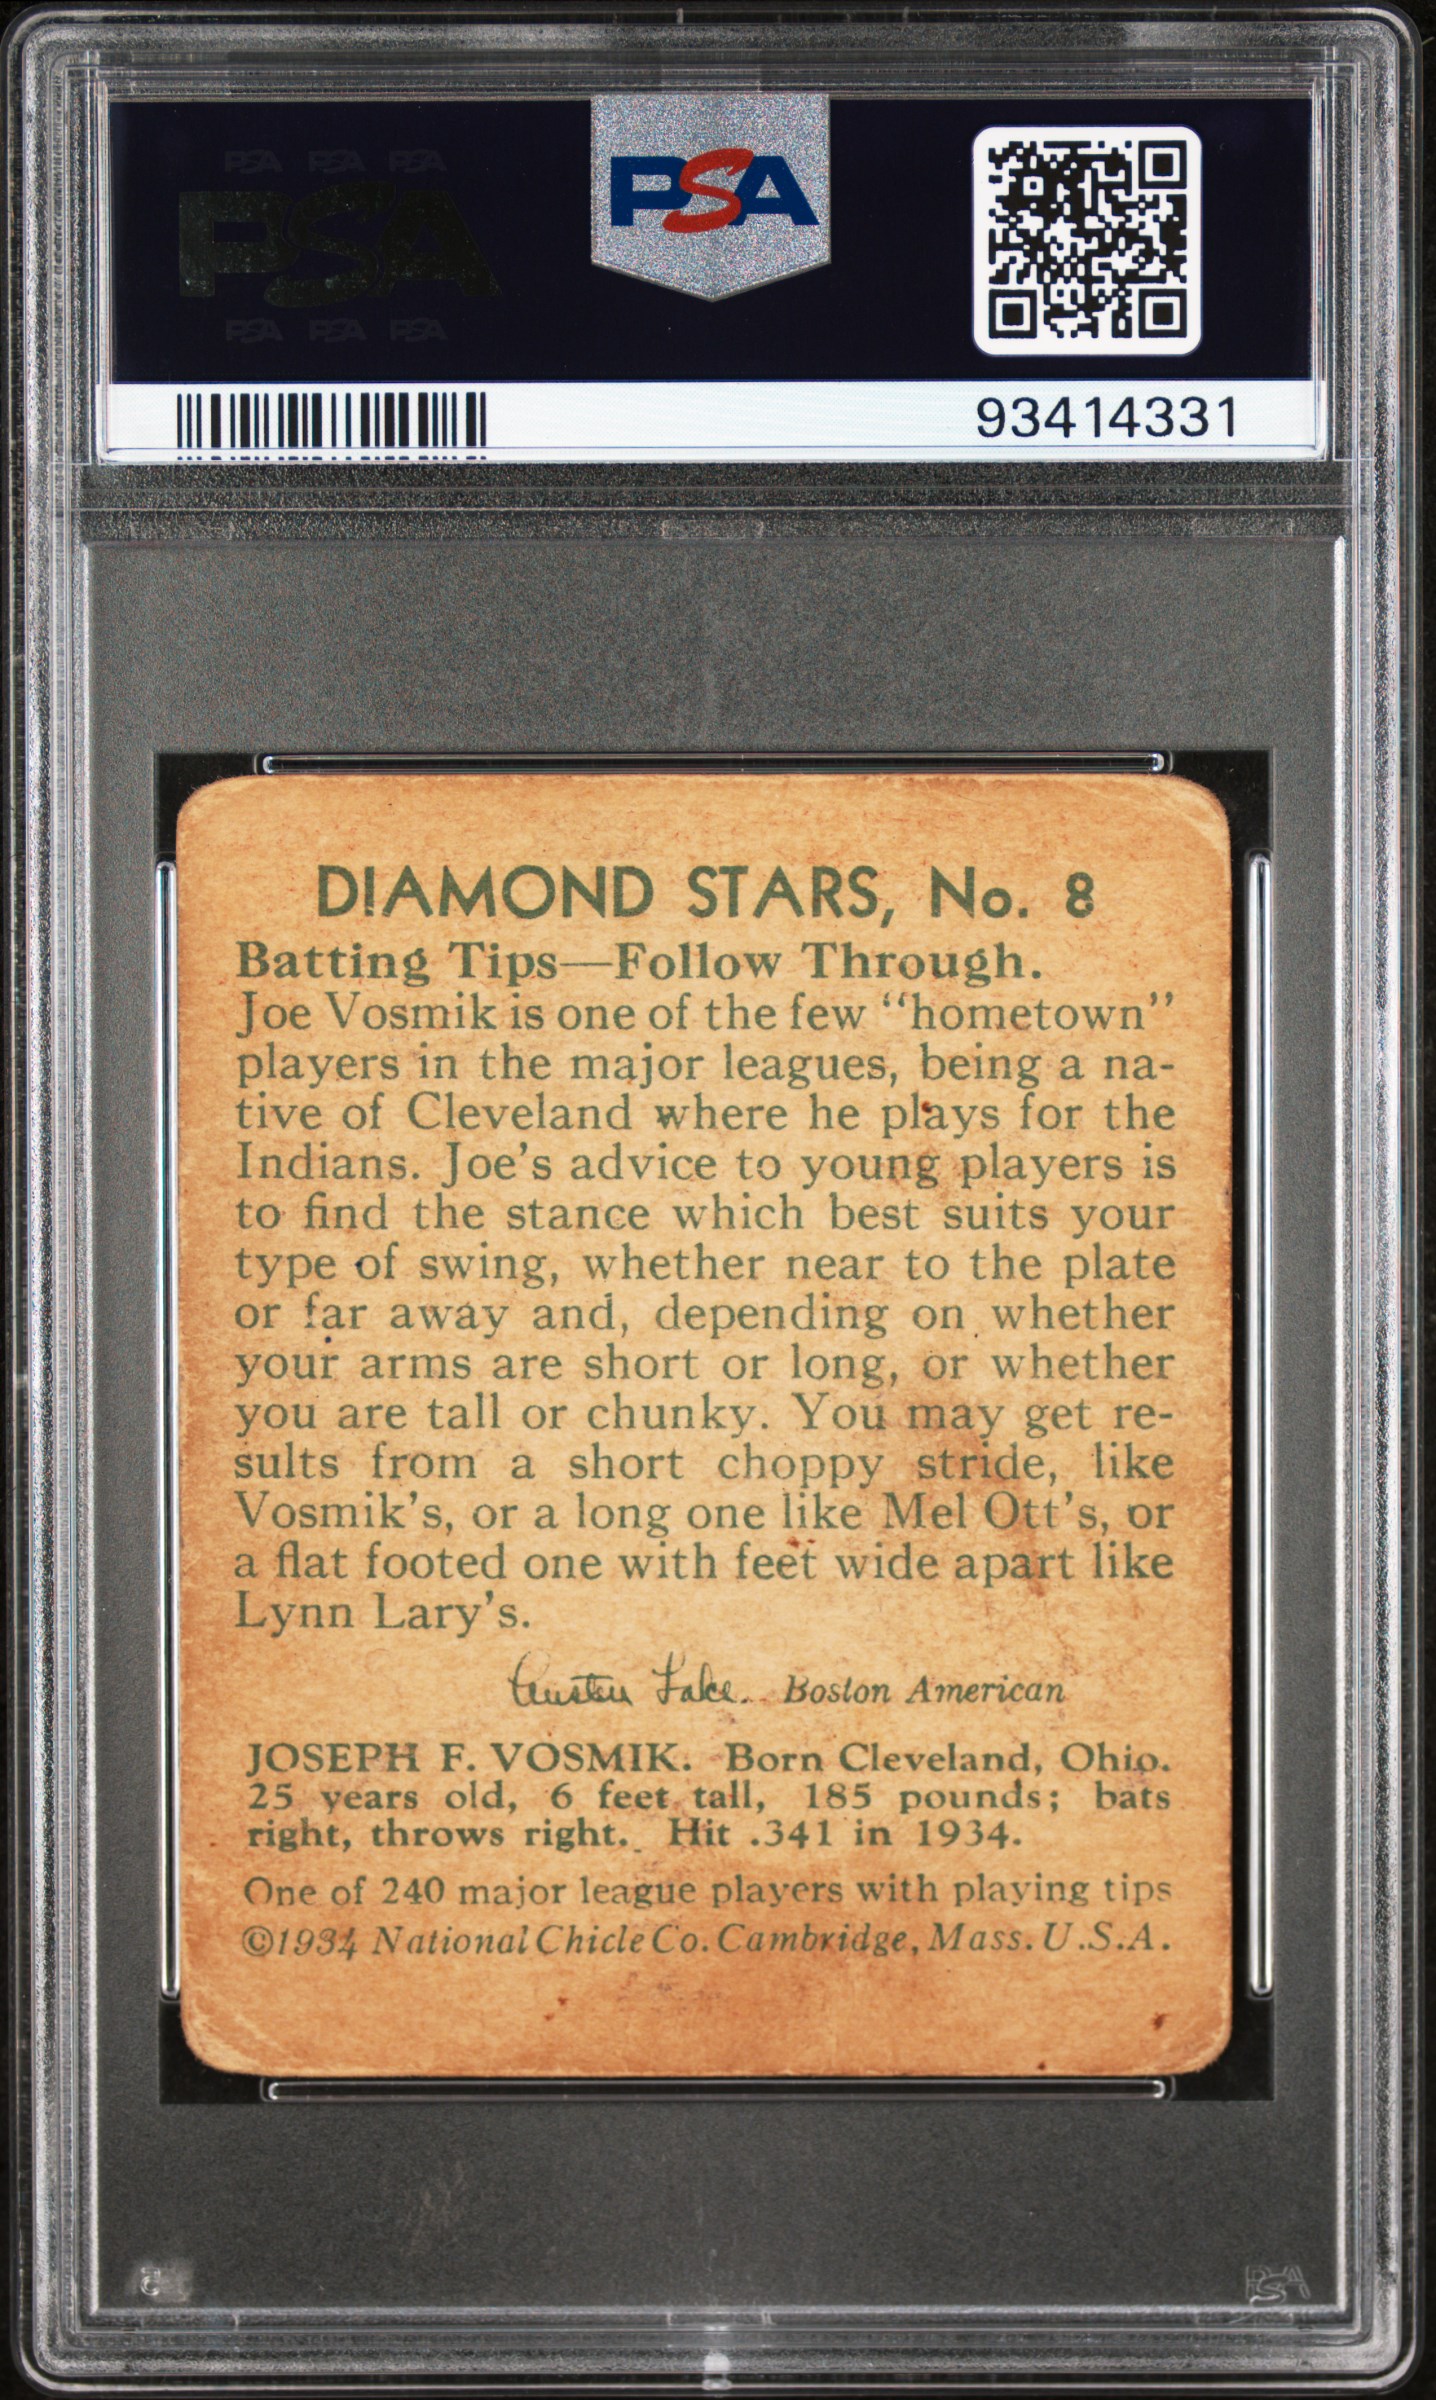 PSA PSA PSA
PSA
PSA PSA PSA
PSA
93414331
DIAMOND STARS, No. 8
Batting Tips—Follow Through.
Joe Vosmik is one of the few "hometown"
players in the major leagues, being a na-
tive of Cleveland where he plays for the
Indians. Joe's advice to young players is
to find the stance which best suits your
type of swing, whether near to the plate
or far away and, depending on whether
your arms are short or long, or whether
you are tall or chunky. You may get re-
sults from a short choppy stride, like
Vosmik's, or a long one like Mel Ott's, or
a flat footed one with feet wide apart like
Lynn Lary's.
Austen Lake. Boston American
JOSEPH F. VOSMIK. Born Cleveland, Ohio.
25 years old, 6 feet tall, 185 pounds; bats
right, throws right. Hit .341 in 1934.
One of 240 major league players with playing tips
©1934 National Chicle Co. Cambridge, Mass. U.S.A.
PSA